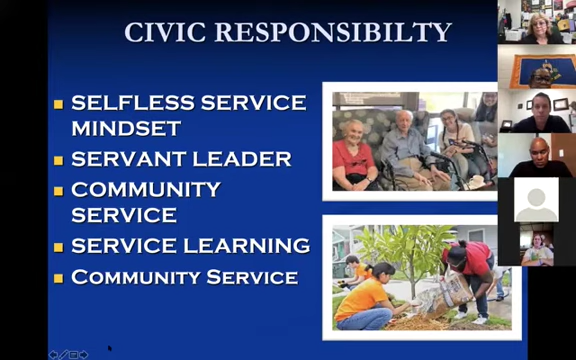 CIVIC RESPONSIBILTY
SELFLESS SERVICE
MINDSET
SERVANT LEADER
COMMUNITY
SERVICE
SERVICE LEARNING
COMMUNITY SERVICE